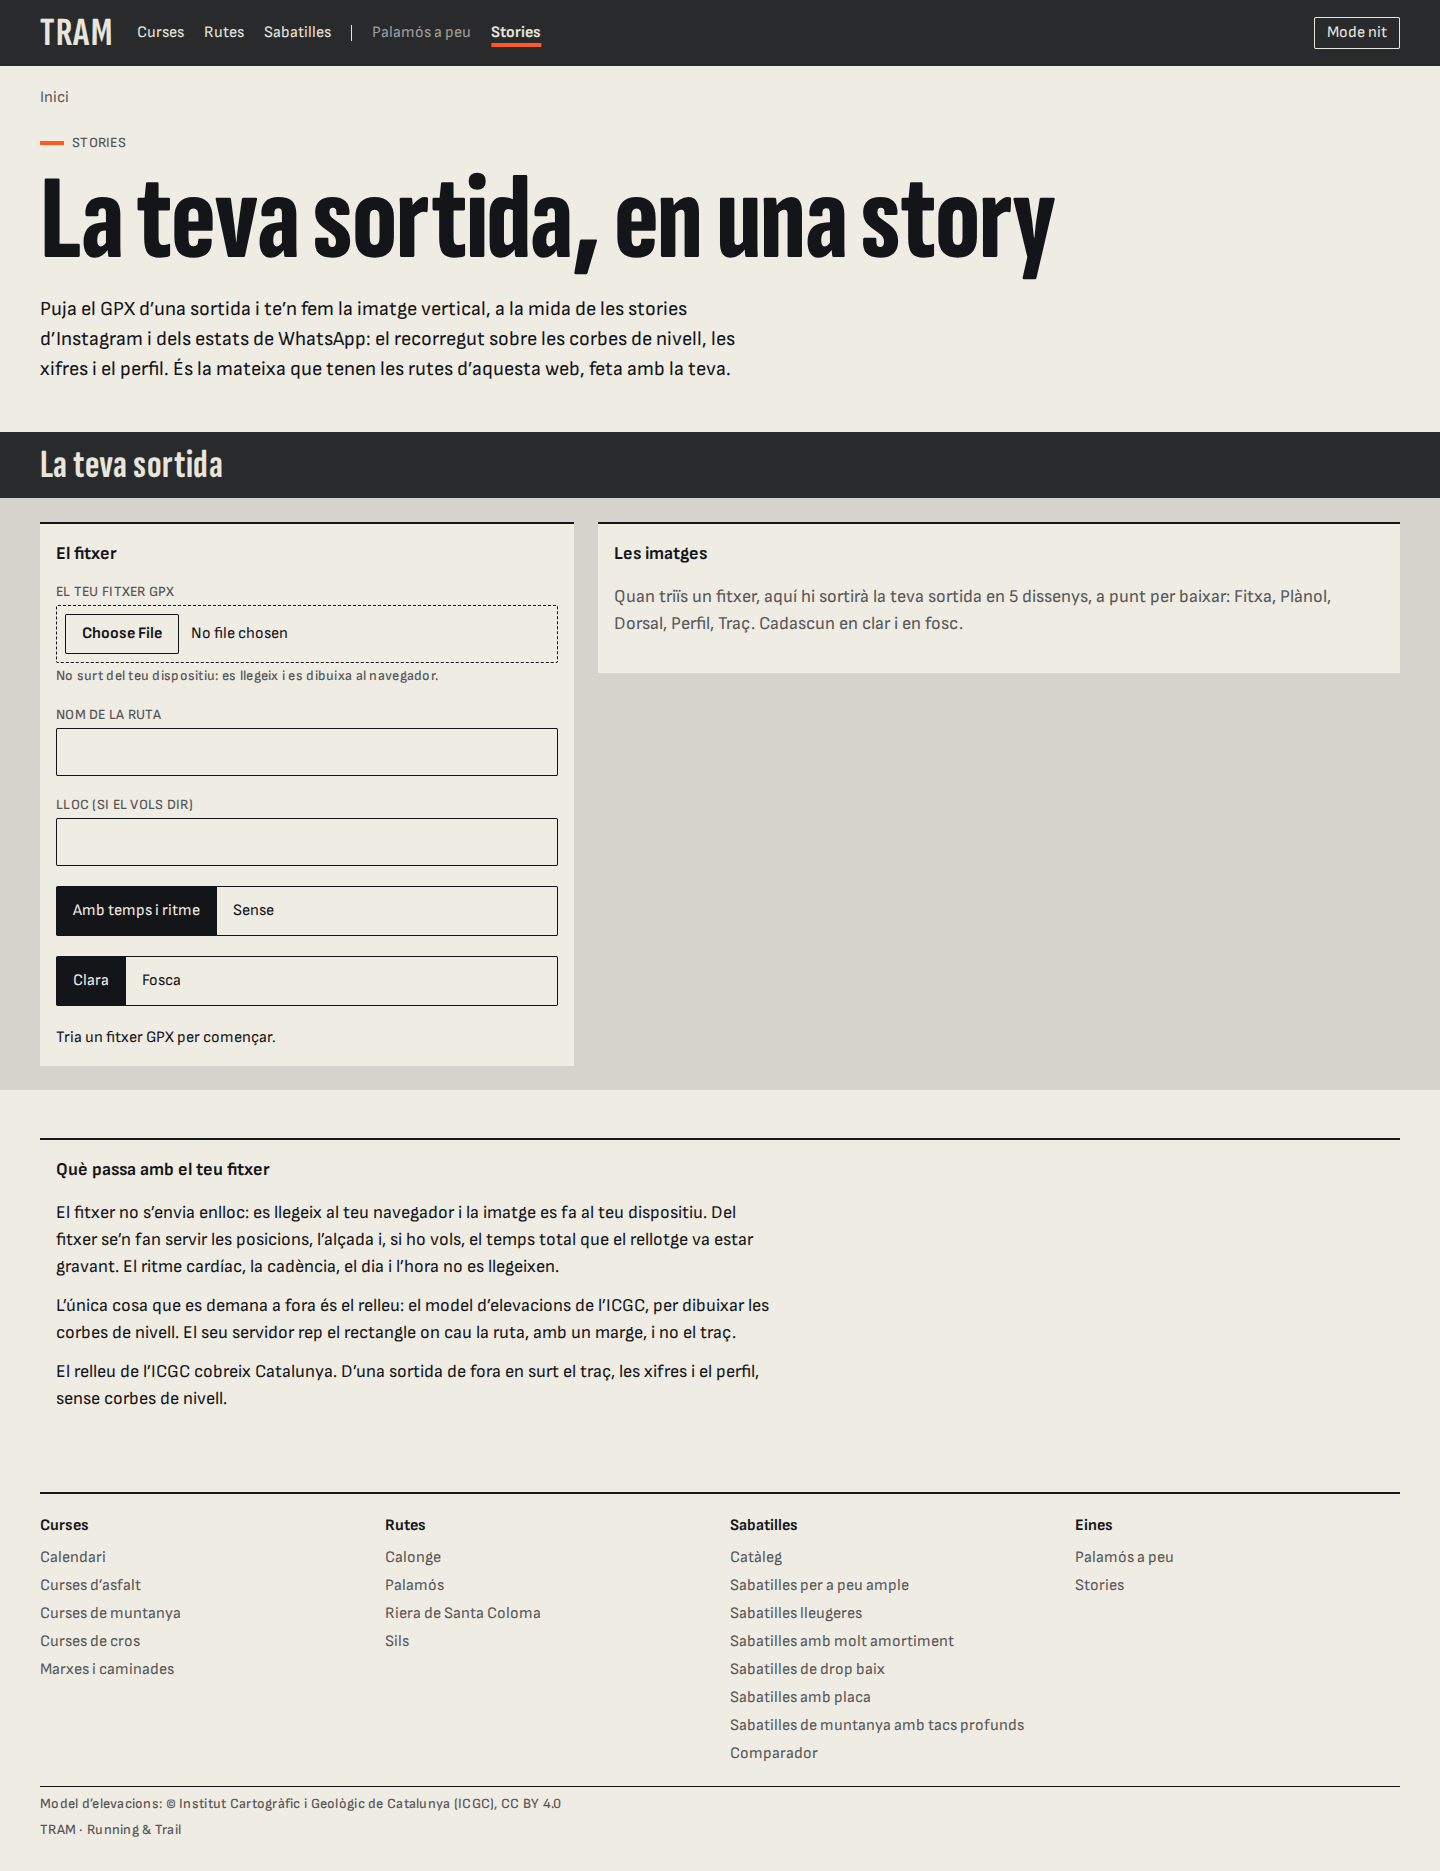 TRAM Curses Rutes Sabatilles Palamós a peu Stories Mode nit
Inici
STORIES
La teva sortida, en una story
Puja el GPX d’una sortida i te’n fem la imatge vertical, a la mida de les stories
d’Instagram i dels estats de WhatsApp: el recorregut sobre les corbes de nivell, les
xifres i el perfil. És la mateixa que tenen les rutes d’aquesta web, feta amb la teva.
La teva sortida
El fitxer
EL TEU FITXER GPX
Choose File No file chosen
No surt del teu dispositiu: es llegeix i es dibuixa al navegador.
NOM DE LA RUTA
LLOC (SI EL VOLS DIR)
Amb temps i ritme Sense
Clara Fosca
Tria un fitxer GPX per començar.
Les imatges
Quan triïs un fitxer, aquí hi sortirà la teva sortida en 5 dissenys, a punt per baixar: Fitxa, Plànol,
Dorsal, Perfil, Traç. Cadascun en clar i en fosc.
Què passa amb el teu fitxer
El fitxer no s’envia enlloc: es llegeix al teu navegador i la imatge es fa al teu dispositiu. Del
fitxer se’n fan servir les posicions, l’alçada i, si ho vols, el temps total que el rellotge va estar
gravant. El ritme cardíac, la cadència, el dia i l’hora no es llegeixen.
L’única cosa que es demana a fora és el relleu: el model d’elevacions de l’ICGC, per dibuixar les
corbes de nivell. El seu servidor rep el rectangle on cau la ruta, amb un marge, i no el traç.
El relleu de l’ICGC cobreix Catalunya. D’una sortida de fora en surt el traç, les xifres i el perfil,
sense corbes de nivell.
Curses
Calendari
Curses d’asfalt
Curses de muntanya
Curses de cros
Marxes i caminades
Rutes
Calonge
Palamós
Riera de Santa Coloma
Sils
Sabatilles
Catàleg
Sabatilles per a peu ample
Sabatilles lleugeres
Sabatilles amb molt amortiment
Sabatilles de drop baix
Sabatilles amb placa
Sabatilles de muntanya amb tacs profunds
Comparador
Eines
Palamós a peu
Stories
Model d’elevacions: © Institut Cartogràfic i Geològic de Catalunya (ICGC), CC BY 4.0
TRAM · Running & Trail